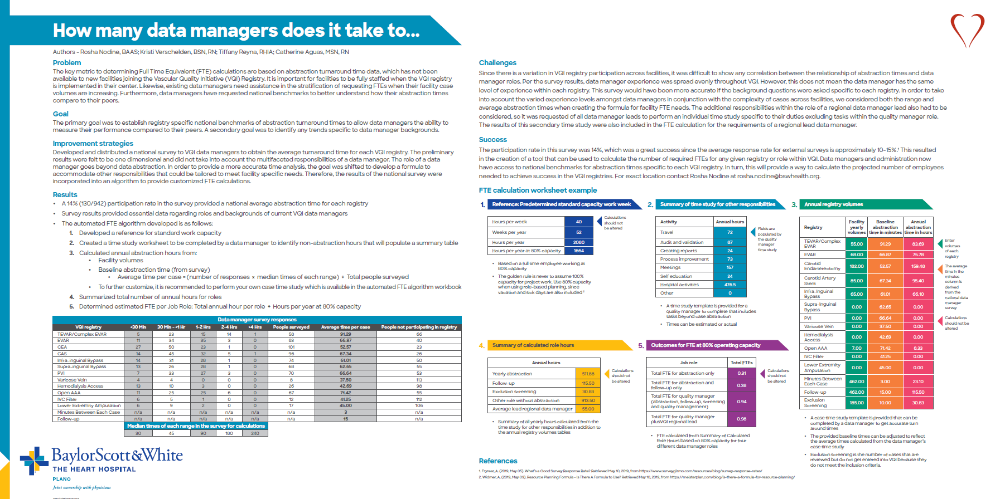 How many data managers does it take to...
Authors - Rosha Nodine, BAAS; Kristi Verschelden, BSN, RN; Tiffany Reyna, RHIA; Catherine Aguas, MSN, RN
Problem
The key metric to determining Full Time Equivalent (FTE) calculations are based on abstraction turnaround time data, which has not been
available to new facilities joining the Vascular Quality Initiative (VQI) Registry. It is important for facilities to be fully staffed when the VQI registry
is implemented in their center. Likewise, existing data managers need assistance in the stratification of requesting FTEs when their facility case
volumes are increasing. Furthermore, data managers have requested national benchmarks to better understand how their abstraction times
compare to their peers.
Goal
The primary goal was to establish registry specific national benchmarks of abstraction turnaround times to allow data managers the ability to
measure their performance compared to their peers. A secondary goal was to identify any trends specific to data manager backgrounds.
Improvement strategies
Developed and distributed a national survey to VQI data managers to obtain the average turnaround time for each VQI registry. The preliminary
results were felt to be one dimensional and did not take into account the multifaceted responsibilities of a data manager. The role of a data
manager goes beyond data abstraction. In order to provide a more accurate time analysis, the goal was shifted to develop a formula to
accommodate other responsibilities that could be tailored to meet facility specific needs. Therefore, the results of the national survey were
incorporated into an algorithm to provide customized FTE calculations.
Results
• A 14% (130/942) participation rate in the survey provided a national average abstraction time for each registry
• Survey results provided essential data regarding roles and backgrounds of current VQI data managers
• The automated FTE algorithm developed is as follows:
1. Developed a reference for standard work capacity
2. Created a time study worksheet to be completed by a data manager to identify non-abstraction hours that will populate a summary table
3. Calculated annual abstraction hours from:
• Facility volumes
• Baseline abstraction time (from survey)
• Average time per case = (number of responses × median times of each range) ÷ Total people surveyed
• To further customize, it is recommended to perform your own case time study which is available in the automated FTE algorithm workbook
4. Summarized total number of annual hours for roles
5. Determined estimated FTE per Job Role: Total annual hour per role ÷ Hours per year at 80% capacity
Data manager survey responses
VQI registry <30 Min 30 Min - <1 Hr 1-2 Hrs 2-4 Hrs >4 Hrs People surveyed Average time per case People not participating in registry
TEVAR/Complex EVAR 5 23 15 14 1 58 91.29 66
EVAR 11 34 35 3 0 83 66.87 40
CEA 27 50 23 1 0 101 52.57 23
CAS 14 45 32 5 1 96 67.34 26
Infra-inguinal Bypass 14 31 28 1 0 74 61.01 50
Supra-inguinal Bypass 13 26 28 1 0 68 62.65 55
PVI 7 33 27 3 0 70 66.64 53
Varicose Vein 4 4 0 0 0 8 37.50 113
Hemodialysis Access 13 10 3 0 0 26 42.69 98
Open AAA 11 25 25 6 0 67 71.42 55
IVC Filter 6 5 1 0 0 12 41.25 112
Lower Extremity Amputation 6 9 2 0 0 17 45.00 106
Minutes Between Each Case n/a n/a n/a n/a n/a n/a 3 n/a
Follow-up n/a n/a n/a n/a n/a n/a 15 n/a
Median times of each range in the survey for calculations
30 45 90 180 240
BaylorScott&White
THE HEART HOSPITAL
PLANO
Joint ownership with physicians
Challenges
Since there is a variation in VQI registry participation across facilities, it was difficult to show any correlation between the relationship of abstraction times and data
manager roles. Per the survey results, data manager experience was spread evenly throughout VQI. However, this does not mean the data manager has the same
level of experience within each registry. This survey would have been more accurate if the background questions were asked specific to each registry. In order to take
into account the varied experience levels amongst data managers in conjunction with the complexity of cases across facilities, we considered both the range and
average abstraction times when creating the formula for facility FTE needs. The additional responsibilities within the role of a regional data manager lead also had to be
considered, so it was requested of all data manager leads to perform an individual time study specific to their duties excluding tasks within the quality manager role.
The results of this secondary time study were also included in the FTE calculation for the requirements of a regional lead data manager.
Success
The participation rate in this survey was 14%, which was a great success since the average response rate for external surveys is approximately 10-15%.¹ This resulted
in the creation of a tool that can be used to calculate the number of required FTEs for any given registry or role within VQI. Data managers and administration now
have access to national benchmarks for abstraction times specific to each VQI registry. In turn, this will provide a way to calculate the projected number of employees
needed to achieve success in the VQI registries. For exact location contact Rosha Nodine at rosha.nodine@bswhealth.org.
FTE calculation worksheet example
1. Reference: Predetermined standard capacity work week
Hours per week 40
Weeks per year 52
Hours per year 2080
Hours per year at 80% capacity 1664
Calculations
should not
be altered
• Based on a full time employee working at
80% capacity
• The golden rule is never to assume 100%
capacity for project work. Use 80% capacity
when using role-based planning, since
vacation and sick days are also included ²
2. Summary of time study for other responsibilities
Activity Annual hours
Travel 72
Audit and validation 87
Creating reports 24
Process improvement 73
Meetings 157
Self education 24
Hospital activities 476.5
Other 0
Fields are
populated by
the quality
manager
time study
• A time study template is provided for a
quality manager to complete that includes
tasks beyond case abstraction
• Times can be estimated or actual
3. Annual registry volumes
Registry Facility yearly volumes Baseline abstraction time in minutes Annual abstraction time in hours
TEVAR/Complex EVAR 55.00 91.29 83.69
EVAR 68.00 66.87 75.78
Carotid Endarterectomy 182.00 52.57 159.46
Carotid Artery Stent 85.00 67.34 95.40
Infra-Inguinal Bypass 65.00 61.01 66.10
Supra-Inguinal Bypass 0.00 62.65 0.00
PVI 0.00 66.64 0.00
Varicose Vein 0.00 37.50 0.00
Hemodialysis Access 0.00 42.69 0.00
Open AAA 7.00 71.42 8.33
IVC Filter 0.00 41.25 0.00
Lower Extremity Amputation 0.00 45.00 0.00
Minutes Between Each Case 462.00 3.00 23.10
Follow-up 462.00 15.00 115.50
Exclusion Screening 185.00 10.00 30.83
Enter
volumes
of each
registry
The average
time in the
minutes
column is
derived
from the
national data
manager
survey
Calculations
should not be
altered
• A case time study template is provided that can be
completed by a data manager to get accurate turn
around times
• The provided baseline times can be adjusted to reflect
the average times calculated from the data manager's
case time study
• Exclusion screening is the number of cases that are
reviewed but do not get entered into VQI because they
do not meet the inclusion criteria.
4. Summary of calculated role hours
Annual hours
Yearly abstraction 511.88
Follow-up 115.50
Exclusion screening 30.83
Other role without abstraction 913.50
Average lead regional data manager 55.00
Calculations
should not
be altered
• Summary of all yearly hours calculated from the
time study for other responsibilities in addition to
the annual registry volumes tables
5. Outcomes for FTE at 80% operating capacity
Job role Total FTEs
Total FTE for abstraction only 0.31
Total FTE for abstraction and follow-up only 0.38
Total FTE for quality manager (abstraction, follow-up, screening and quality management) 0.94
Total FTE for quality manager plusVQI regional lead 0.98
Calculations
should not
be altered
• FTE calculated from Summary of Calculated
Role Hours based on 80% capacity for four
different data manager roles
References
1. Fryrear, A. (2019, May 05). What's a Good Survey Response Rate? Retrieved May 10, 2019, from https://www.surveygizmo.com/resources/blog/survey-response-rates/
2. Widmer, A. (2019, May 09). Resource Planning Formula - Is There A Formula to Use? Retrieved May 10, 2019, from https://meisterplan.com/blog/is-there-a-formula-for-resource-planning/